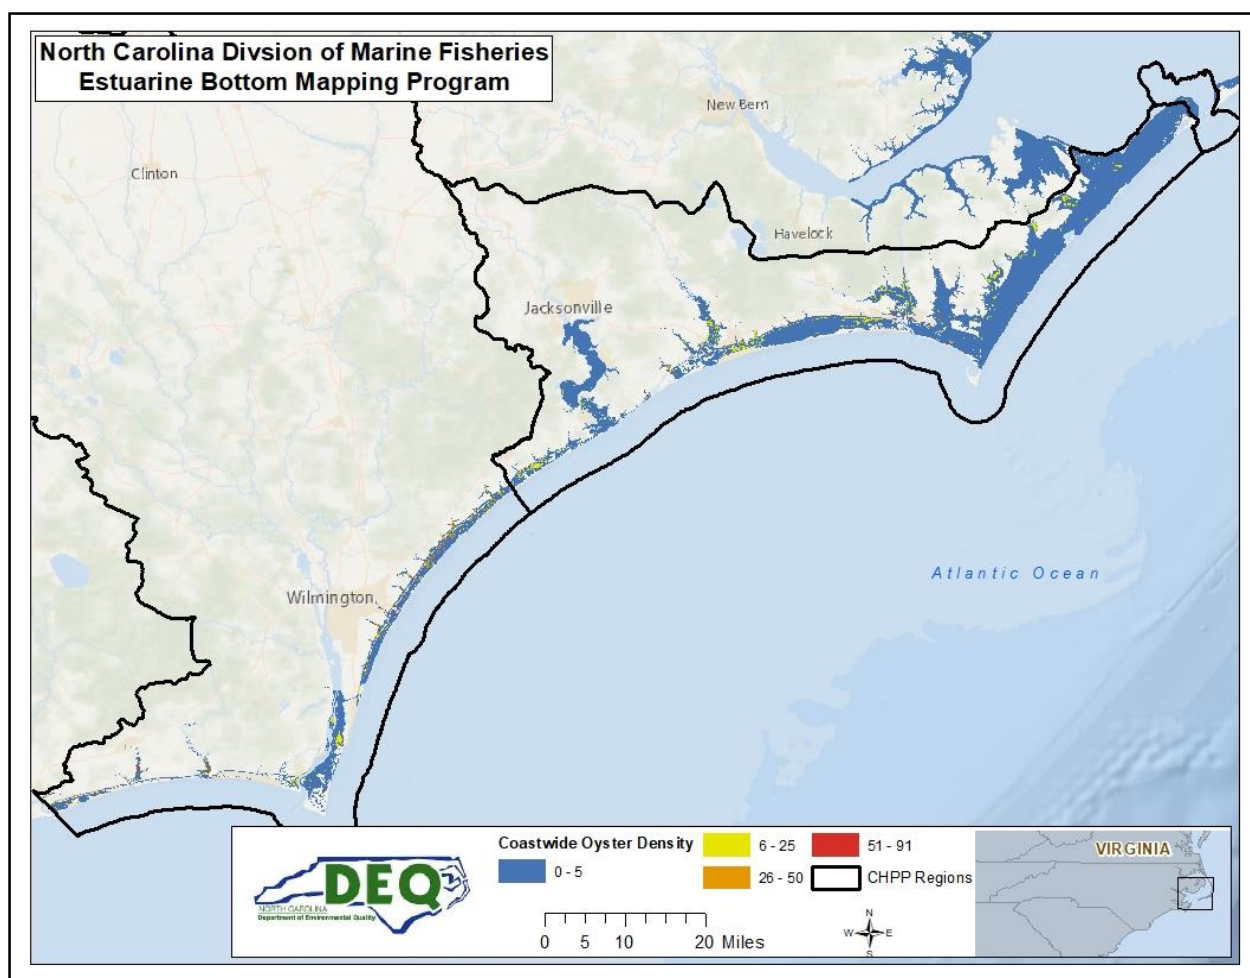 North Carolina Divsion of Marine Fisheries
Estuarine Bottom Mapping Program
New Bern
Clinton
Havelock
Jacksonville
Atlantic Ocean
Wilmington
DEQ
NORTH CAROLINA
Department of Environmental Quality
Coastwide Oyster Density
0 - 5
6 - 25
26 - 50
51 - 91
CHPP Regions
0 5 10 20 Miles
N
W E
S
VIRGINIA